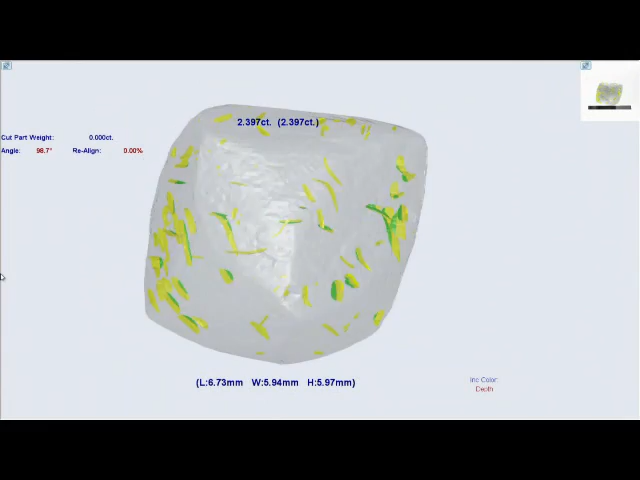 2.397ct. (2.397ct.)
Cut Part Weight: 0.000ct.
Angle: 98.7° Re-Align: 0.00%
(L:6.73mm W:5.94mm H:5.97mm)
Inc Color:
Depth